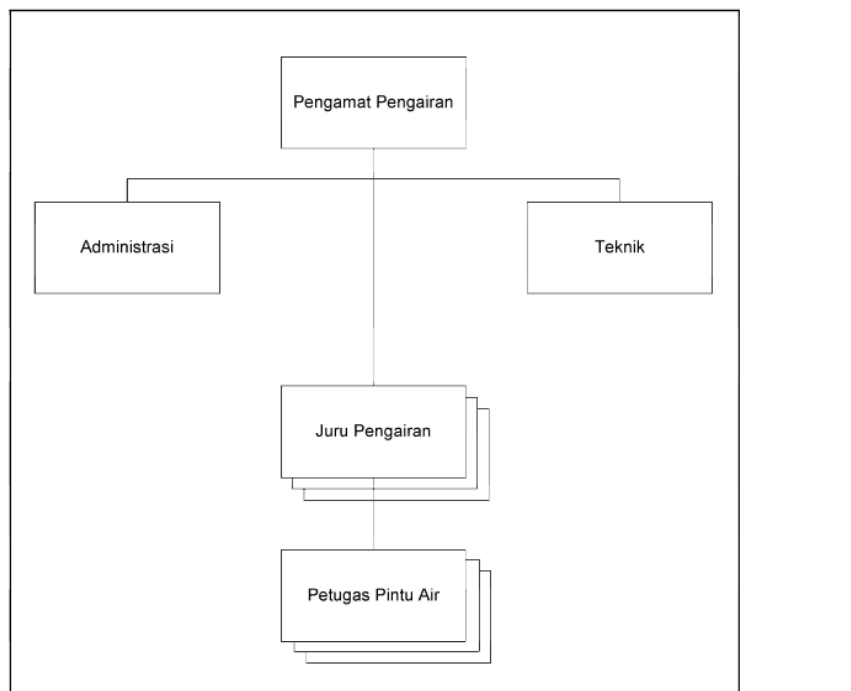 Pengamat Pengairan
Administrasi
Teknik
Juru Pengairan
Petugas Pintu Air